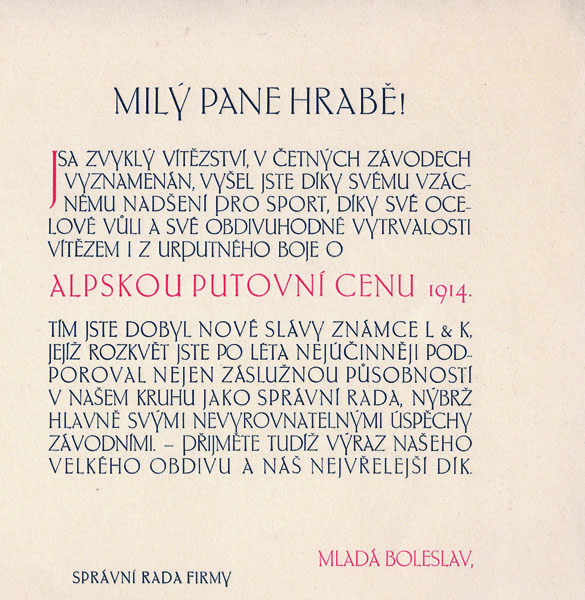 MILÝ PANE HRABĚ!
JSA ZVYKLÝ VÍTĚZSTVÍ, V ČETNÝCH ZÁVODECH
VYZNAMENÁN, VYŠEL JSTE DÍKY SVÉMU VZÁC-
NÉMU NADŠENÍ PRO SPORT, DÍKY SVÉ OCE-
LOVÉ VŮLI A SVÉ OBDIVUHODNÉ VYTRVALOSTI
VÍTĚZEM I Z URPUTNÉHO BOJE O
ALPSKOU PUTOVNÍ CENU 1914.
TÍM JSTE DOBYL NOVÉ SLÁVY ZNÁMCE L & K,
JEJÍŽ ROZKVĚT JSTE PO LÉTA NEJÚČINNĚJI POD-
POROVAL NEJEN ZÁSLUŽNOU PŮSOBNOSTÍ
V NAŠEM KRUHU JAKO SPRÁVNÍ RADA, NÝBRŽ
HLAVNĚ SVÝMI NEVYROVNATELNÝMI ÚSPĚCHY
ZÁVODNÍMI. – PŘIJMĚTE TUDÍŽ VÝRAZ NAŠEHO
VELKÉHO OBDIVU A NÁŠ NEJVŘELEJŠÍ DÍK.
MLADÁ BOLESLAV,
SPRÁVNÍ RADA FIRMY